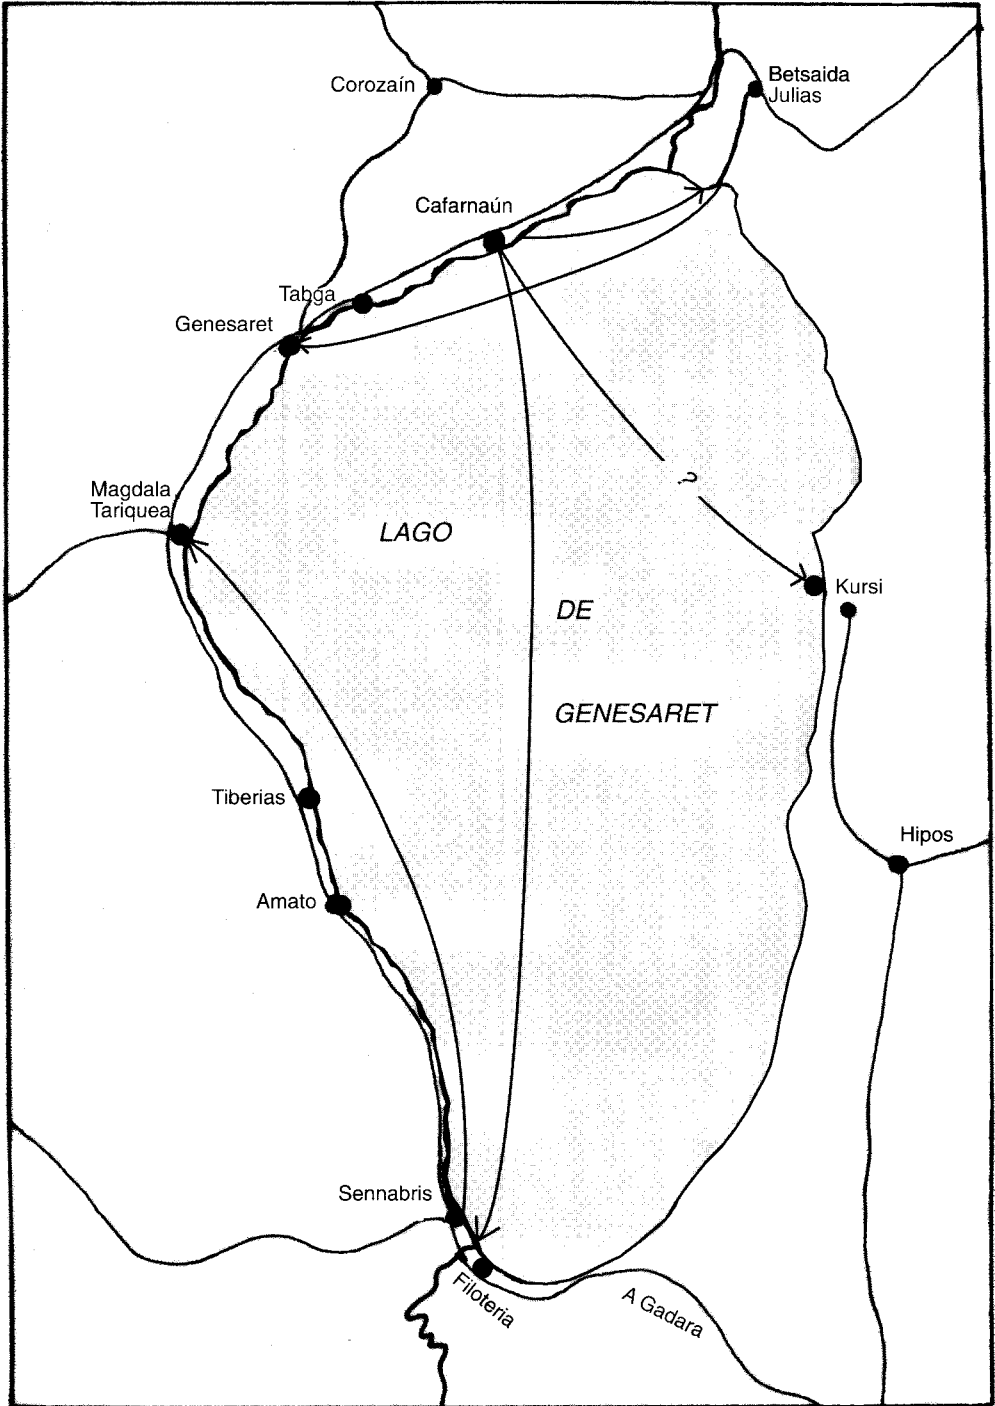 Corozaín
Betsaida
Julias
Cafarnaún
Tabga
Genesaret
Magdala
Tariquea
LAGO
?
DE
Kursi
GENESARET
Tiberias
Hipos
Amato
Sennabris
Filoteria
A Gadara